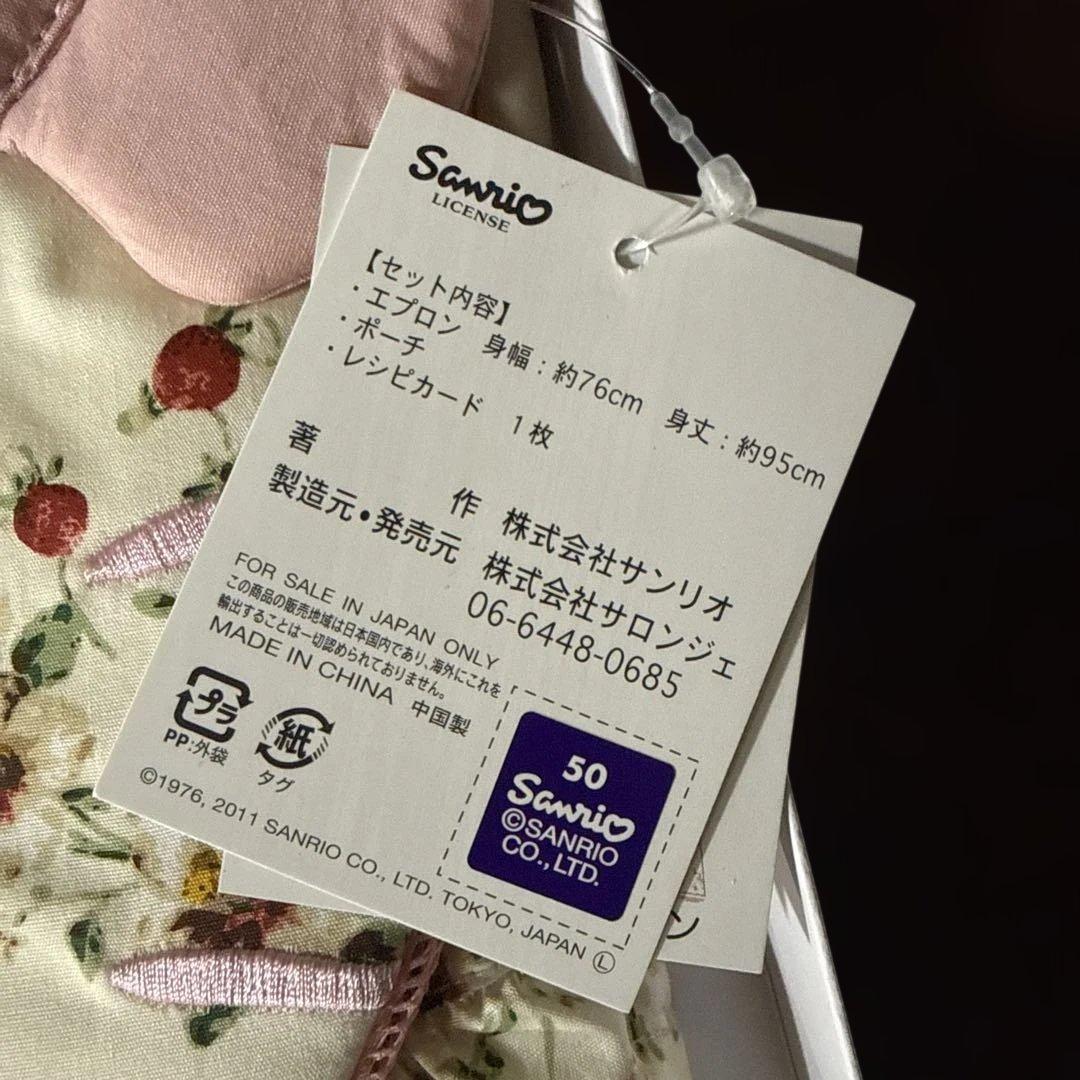 Sanrio
LICENSE
【セット内容】
・エプロン 身幅：約76cm 身丈：約95cm
・ポーチ
・レシピカード 1枚
著 作 株式会社サンリオ
製造元・発売元 株式会社サロンジェ
06-6448-0685
FOR SALE IN JAPAN ONLY
この商品の販売地域は日本国内であり、海外にこれを
輸出することは一切認められておりません。
MADE IN CHINA 中国製
プラ
PP:外袋
紙
タグ
50
Sanrio
©SANRIO
CO., LTD.
©1976, 2011 SANRIO CO., LTD. TOKYO, JAPAN Ⓛ
ン